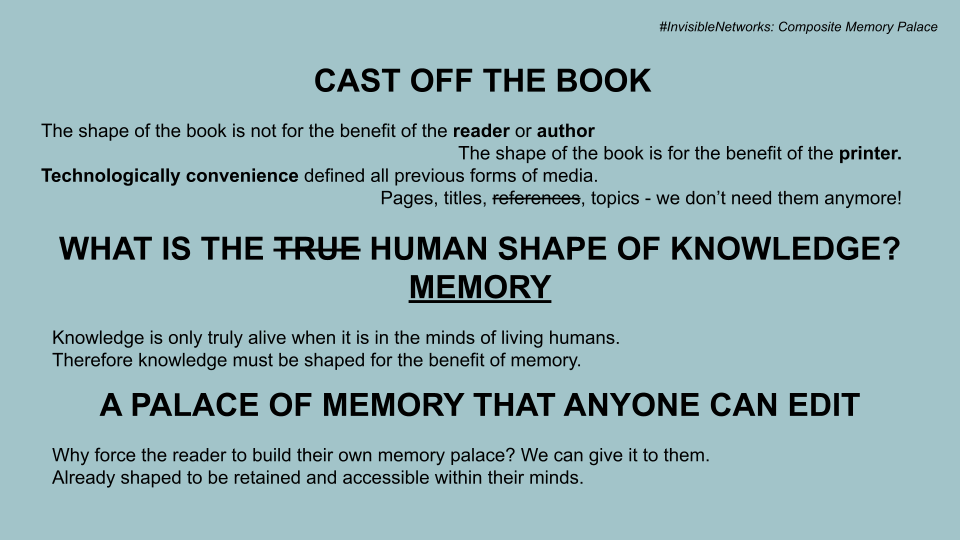 #InvisibleNetworks: Composite Memory Palace
CAST OFF THE BOOK
The shape of the book is not for the benefit of the reader or author
The shape of the book is for the benefit of the printer.
Technologically convenience defined all previous forms of media.
Pages, titles, references, topics - we don’t need them anymore!
WHAT IS THE TRUE HUMAN SHAPE OF KNOWLEDGE?
MEMORY
Knowledge is only truly alive when it is in the minds of living humans.
Therefore knowledge must be shaped for the benefit of memory.
A PALACE OF MEMORY THAT ANYONE CAN EDIT
Why force the reader to build their own memory palace? We can give it to them.
Already shaped to be retained and accessible within their minds.